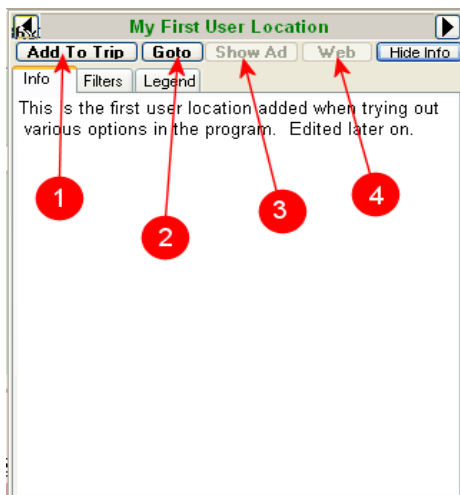 My First User Location
Add To Trip Goto Show Ad Web Hide Info
Info Filters Legend
This is the first user location added when trying out
various options in the program. Edited later on.
1
2
3
4